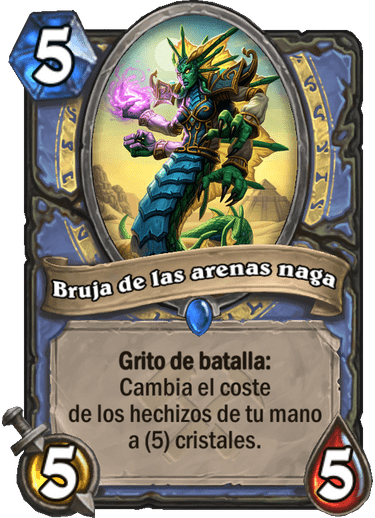 5
Bruja de las arenas naga
Grito de batalla:
Cambia el coste
de los hechizos de tu mano
a (5) cristales.
5
5